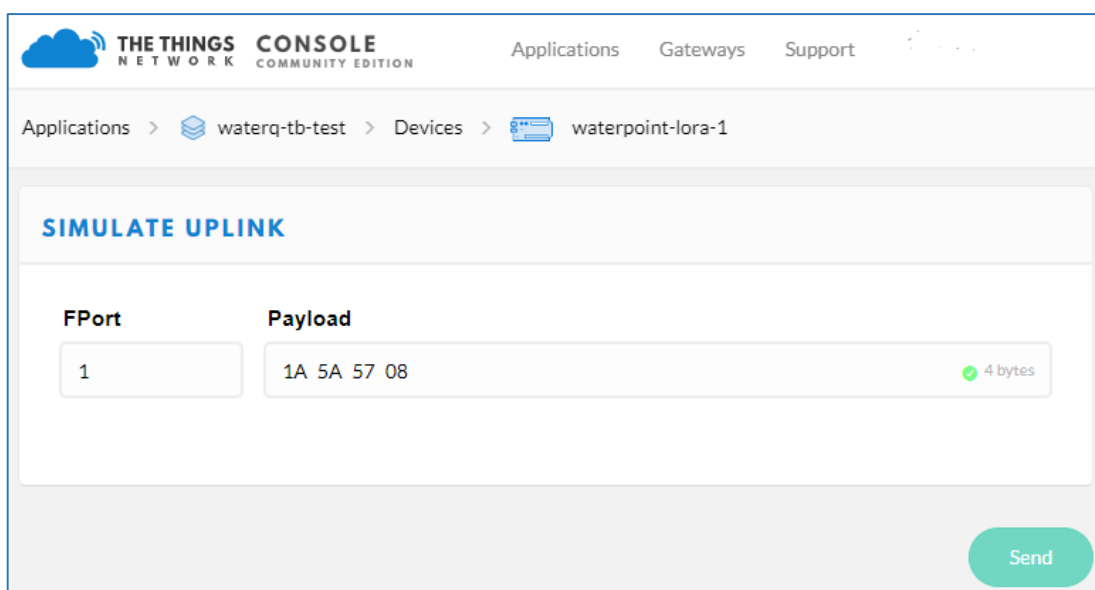 THE THINGS NETWORK CONSOLE COMMUNITY EDITION Applications Gateways Support
Applications > waterq-tb-test > Devices > waterpoint-lora-1
SIMULATE UPLINK
FPort Payload
1 1A 5A 57 08 4 bytes
Send